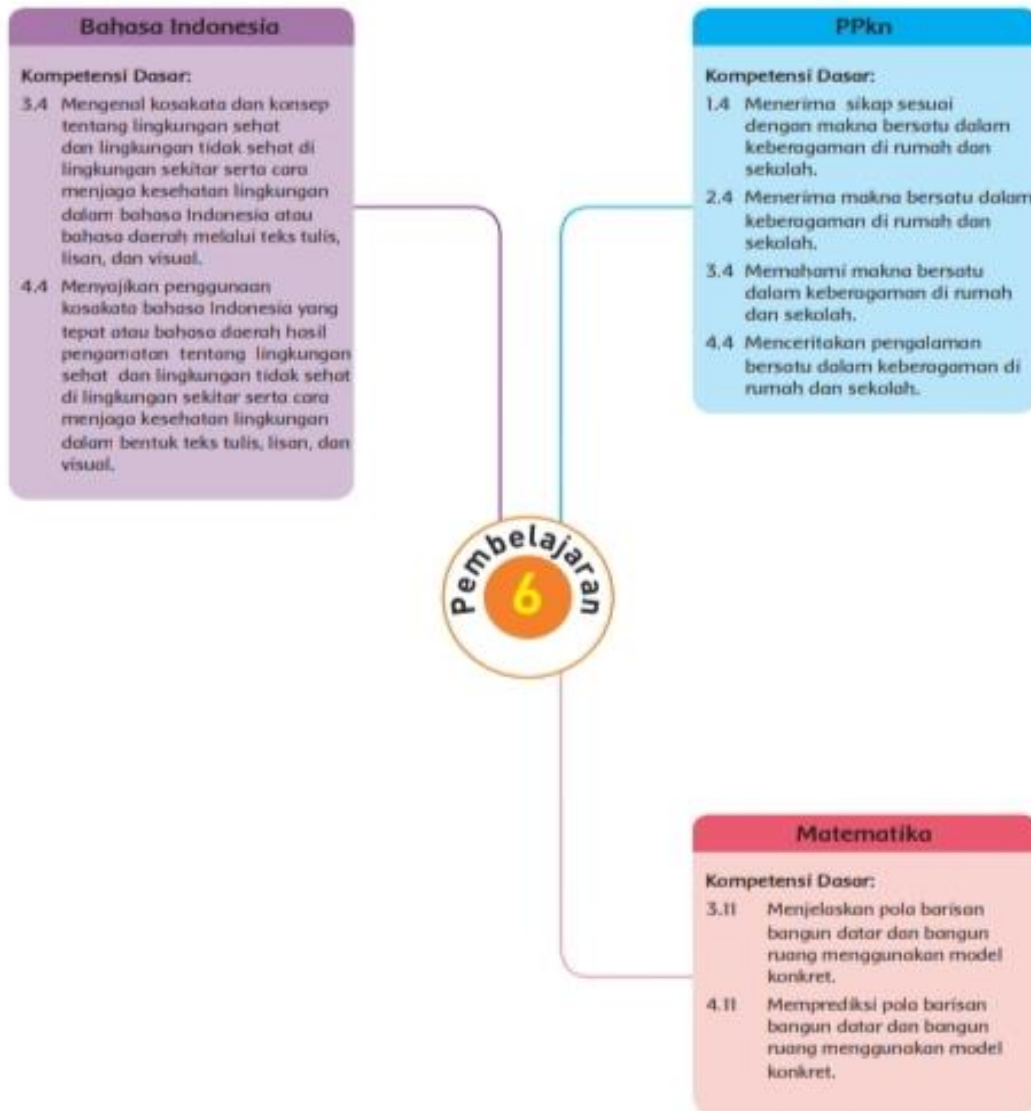 Bahasa Indonesia
Kompetensi Dasar:
3.4 Mengenal kosakata dan konsep
tentang lingkungan sehat
dan lingkungan tidak sehat di
lingkungan sekitar serta cara
menjaga kesehatan lingkungan
dalam bahasa Indonesia atau
bahasa daerah melalui teks tulis,
lisan, dan visual.
4.4 Menyajikan penggunaan
kosakata bahasa Indonesia yang
tepat atau bahasa daerah hasil
pengamatan tentang lingkungan
sehat dan lingkungan tidak sehat
di lingkungan sekitar serta cara
menjaga kesehatan lingkungan
dalam bentuk teks tulis, lisan, dan
visual.
PPkn
Kompetensi Dasar:
1.4 Menerima sikap sesuai
dengan makna bersatu dalam
keberagaman di rumah dan
sekolah.
2.4 Menerima makna bersatu dalam
keberagaman di rumah dan
sekolah.
3.4 Memahami makna bersatu
dalam keberagaman di rumah
dan sekolah.
4.4 Menceritakan pengalaman
bersatu dalam keberagaman di
rumah dan sekolah.
Pembelajaran
6
Matematika
Kompetensi Dasar:
3.11 Menjelaskan pola barisan
bangun datar dan bangun
ruang menggunakan model
konkret.
4.11 Memprediksi pola barisan
bangun datar dan bangun
ruang menggunakan model
konkret.